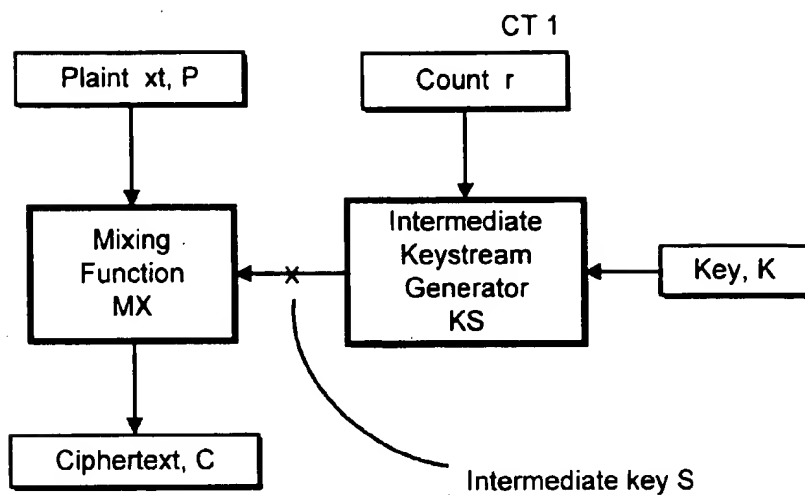 CT 1
Plaint xt, P
Count r
Mixing
Function
MX
Intermediate
Keystream
Generator
KS
Key, K
Ciphertext, C
Intermediate key S